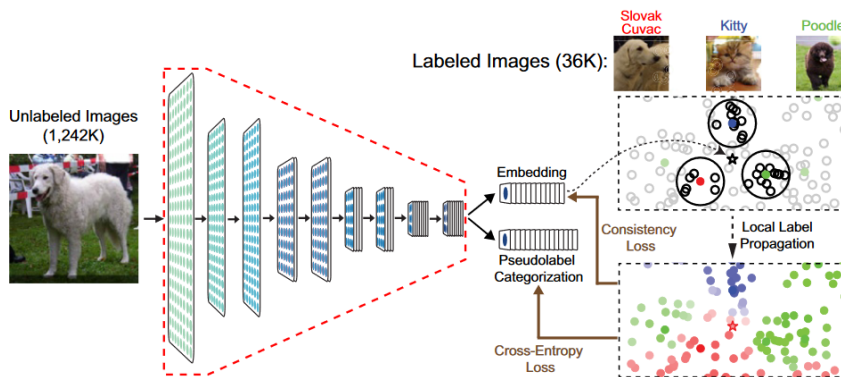 Slovak
Cuvac
Kitty
Poodle
Labeled Images (36K):
Unlabeled Images
(1,242K)
Embedding
Pseudolabel
Categorization
Consistency
Loss
Local Label
Propagation
Cross-Entropy
Loss